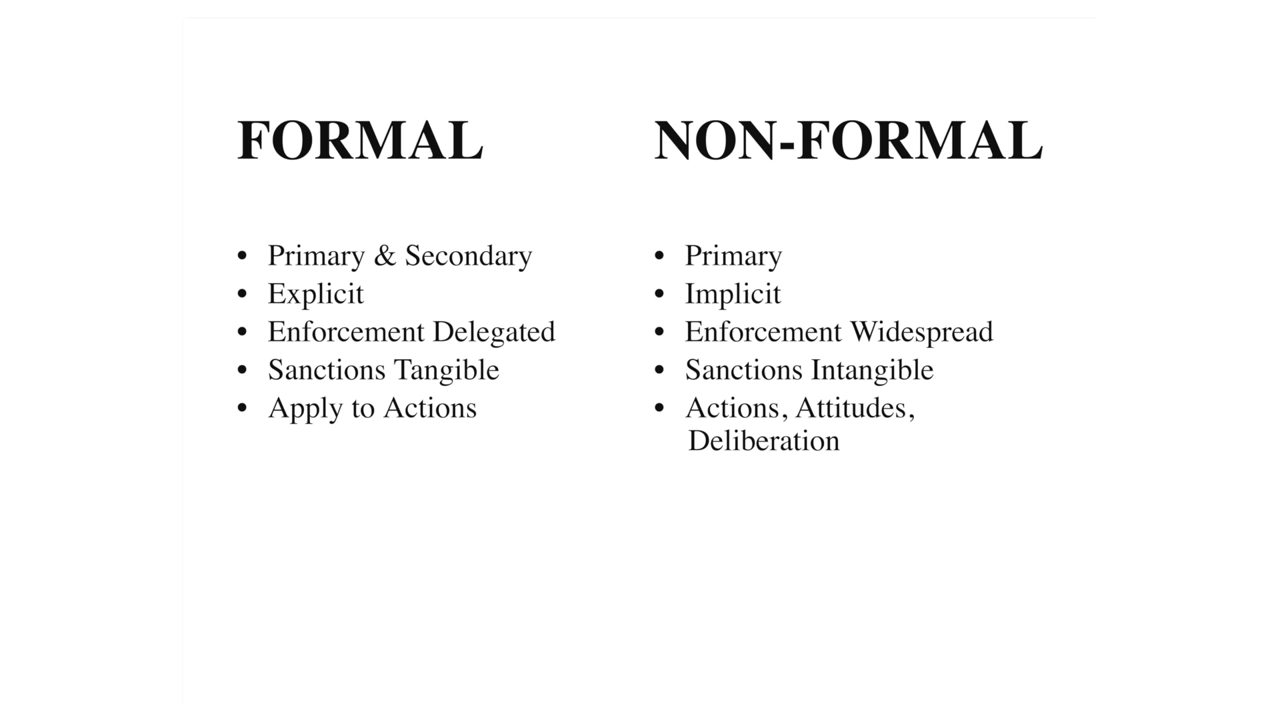 FORMAL
• Primary & Secondary
• Explicit
• Enforcement Delegated
• Sanctions Tangible
• Apply to Actions
NON-FORMAL
• Primary
• Implicit
• Enforcement Widespread
• Sanctions Intangible
• Actions, Attitudes,
Deliberation